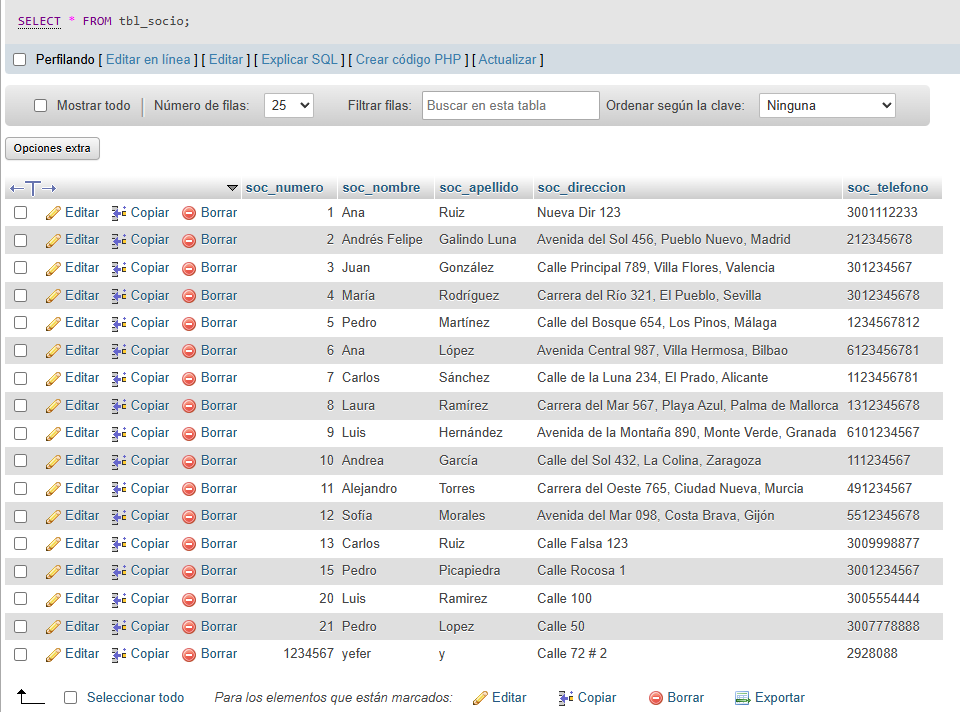 SELECT * FROM tbl_socio;
Perfilando [ Editar en línea ] [ Editar ] [ Explicar SQL ] [ Crear código PHP ] [ Actualizar ]
Mostrar todo Número de filas: 25 Filtrar filas: Buscar en esta tabla Ordenar según la clave: Ninguna
Opciones extra
soc_numero soc_nombre soc_apellido soc_direccion soc_telefono
Editar Copiar Borrar 1 Ana Ruiz Nueva Dir 123 3001112233
Editar Copiar Borrar 2 Andrés Felipe Galindo Luna Avenida del Sol 456, Pueblo Nuevo, Madrid 212345678
Editar Copiar Borrar 3 Juan González Calle Principal 789, Villa Flores, Valencia 301234567
Editar Copiar Borrar 4 María Rodríguez Carrera del Río 321, El Pueblo, Sevilla 3012345678
Editar Copiar Borrar 5 Pedro Martínez Calle del Bosque 654, Los Pinos, Málaga 1234567812
Editar Copiar Borrar 6 Ana López Avenida Central 987, Villa Hermosa, Bilbao 6123456781
Editar Copiar Borrar 7 Carlos Sánchez Calle de la Luna 234, El Prado, Alicante 1123456781
Editar Copiar Borrar 8 Laura Ramírez Carrera del Mar 567, Playa Azul, Palma de Mallorca 1312345678
Editar Copiar Borrar 9 Luis Hernández Avenida de la Montaña 890, Monte Verde, Granada 6101234567
Editar Copiar Borrar 10 Andrea García Calle del Sol 432, La Colina, Zaragoza 111234567
Editar Copiar Borrar 11 Alejandro Torres Carrera del Oeste 765, Ciudad Nueva, Murcia 491234567
Editar Copiar Borrar 12 Sofía Morales Avenida del Mar 098, Costa Brava, Gijón 5512345678
Editar Copiar Borrar 13 Carlos Ruiz Calle Falsa 123 3009998877
Editar Copiar Borrar 15 Pedro Picapiedra Calle Rocosa 1 3001234567
Editar Copiar Borrar 20 Luis Ramirez Calle 100 3005554444
Editar Copiar Borrar 21 Pedro Lopez Calle 50 3007778888
Editar Copiar Borrar 1234567 yefer y Calle 72 # 2 2928088
Seleccionar todo Para los elementos que están marcados: Editar Copiar Borrar Exportar